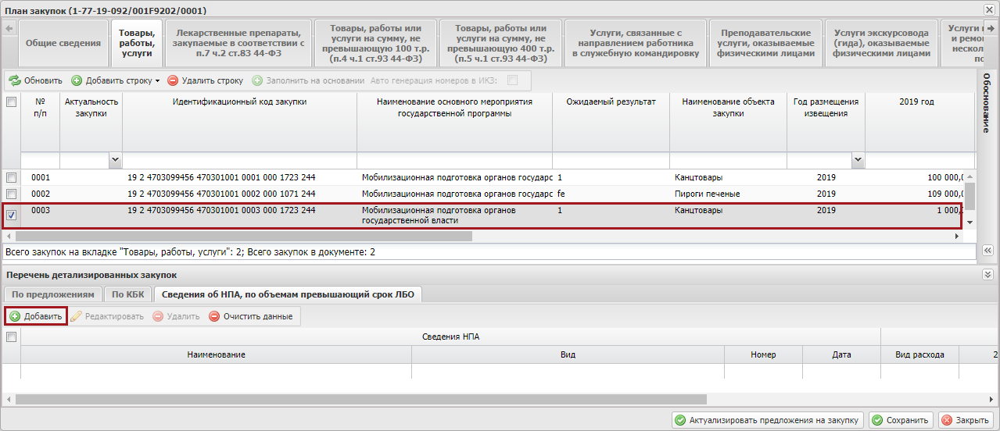 План закупок (1-77-19-092/001F9202/0001)
Общие сведения
Товары,
работы,
услуги
Лекарственные препараты,
закупаемые в соответствии с
п.7 ч.2 ст.83 44-ФЗ
Товары, работы или
услуги на сумму, не
превышающую 100 т.р.
(п.4 ч.1 ст.93 44-ФЗ)
Товары, работы или
услуги на сумму, не
превышающую 400 т.р.
(п.5 ч.1 ст.93 44-ФЗ)
Услуги, связанные с
направлением работника
в служебную командировку
Преподавательские
услуги, оказываемые
физическими лицами
Услуги экскурсовода
(гида), оказываемые
физическими лицами
Услуги
и ремо
нескол
по
Обновить
Добавить строку
Удалить строку
Заполнить на основании
Авто генерация номеров в ИКЗ:
Обоснование
№
п/п
Актуальность
закупки
Идентификационный код закупки
Наименование основного мероприятия
государственной программы
Ожидаемый результат
Наименование объекта
закупки
Год размещения
извещения
2019 год
0001 19 2 4703099456 470301001 0001 000 1723 244 Мобилизационная подготовка органов государс 1 Канцтовары 2019 100 000,
0002 19 2 4703099456 470301001 0002 000 1071 244 Мобилизационная подготовка органов государс fe Пироги печеные 2019 109 000,
0003 19 2 4703099456 470301001 0003 000 1723 244 Мобилизационная подготовка органов 1 Канцтовары 2019 1 000,
государственной власти
Всего закупок на вкладке "Товары, работы, услуги": 2; Всего закупок в документе: 2
Перечень детализированных закупок
По предложениям
По КБК
Сведения об НПА, по объемам превышающий срок ЛБО
Добавить
Редактировать
Удалить
Очистить данные
Сведения НПА
Наименование
Вид
Номер
Дата
Вид расхода
2
Актуализировать предложения на закупку
Сохранить
Закрыть